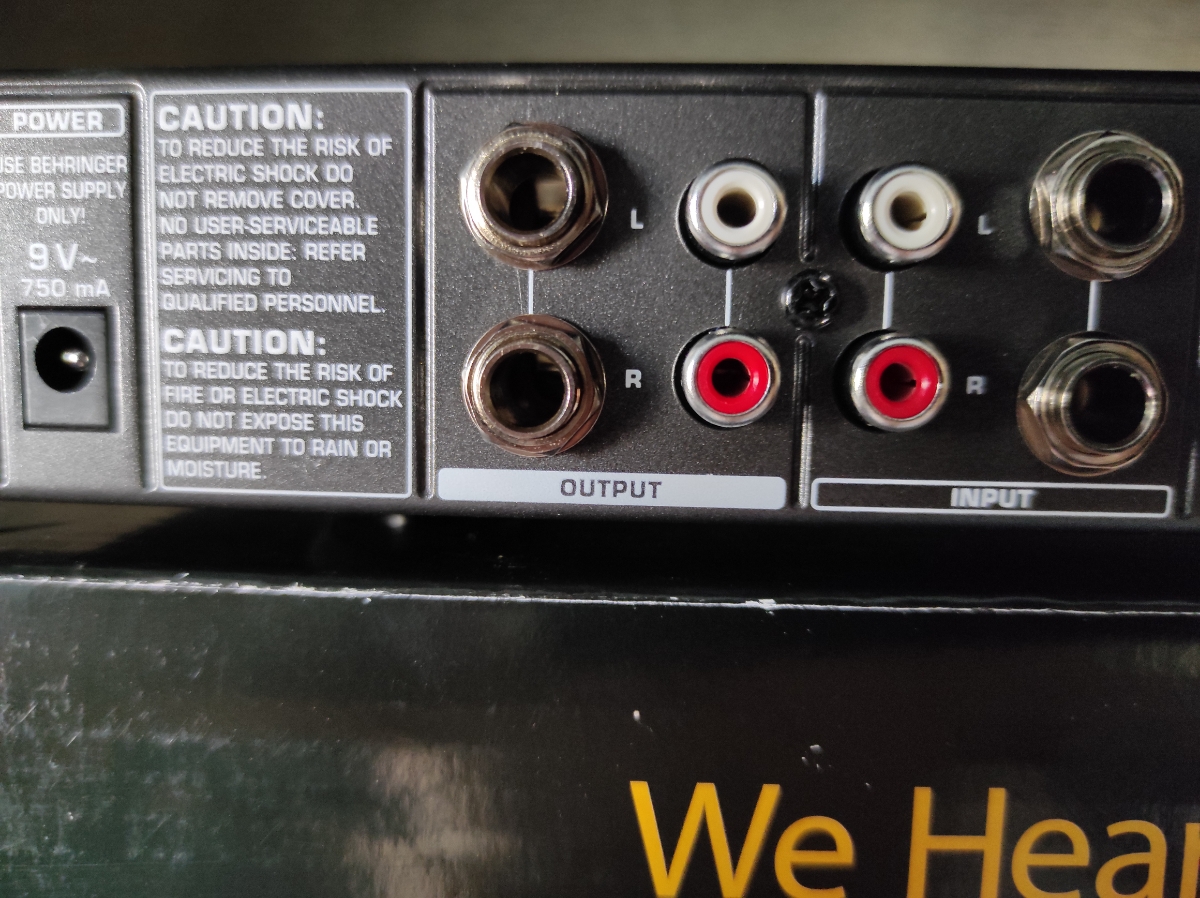 POWER
USE BEHRINGER
POWER SUPPLY
ONLY!
9 V~
750 mA
CAUTION:
TO REDUCE THE RISK OF
ELECTRIC SHOCK DO
NOT REMOVE COVER.
NO USER-SERVICEABLE
PARTS INSIDE: REFER
SERVICING TO
QUALIFIED PERSONNEL.
CAUTION:
TO REDUCE THE RISK OF
FIRE OR ELECTRIC SHOCK
DO NOT EXPOSE THIS
EQUIPMENT TO RAIN OR
MOISTURE.
L
R
OUTPUT
L
R
INPUT
We Hear